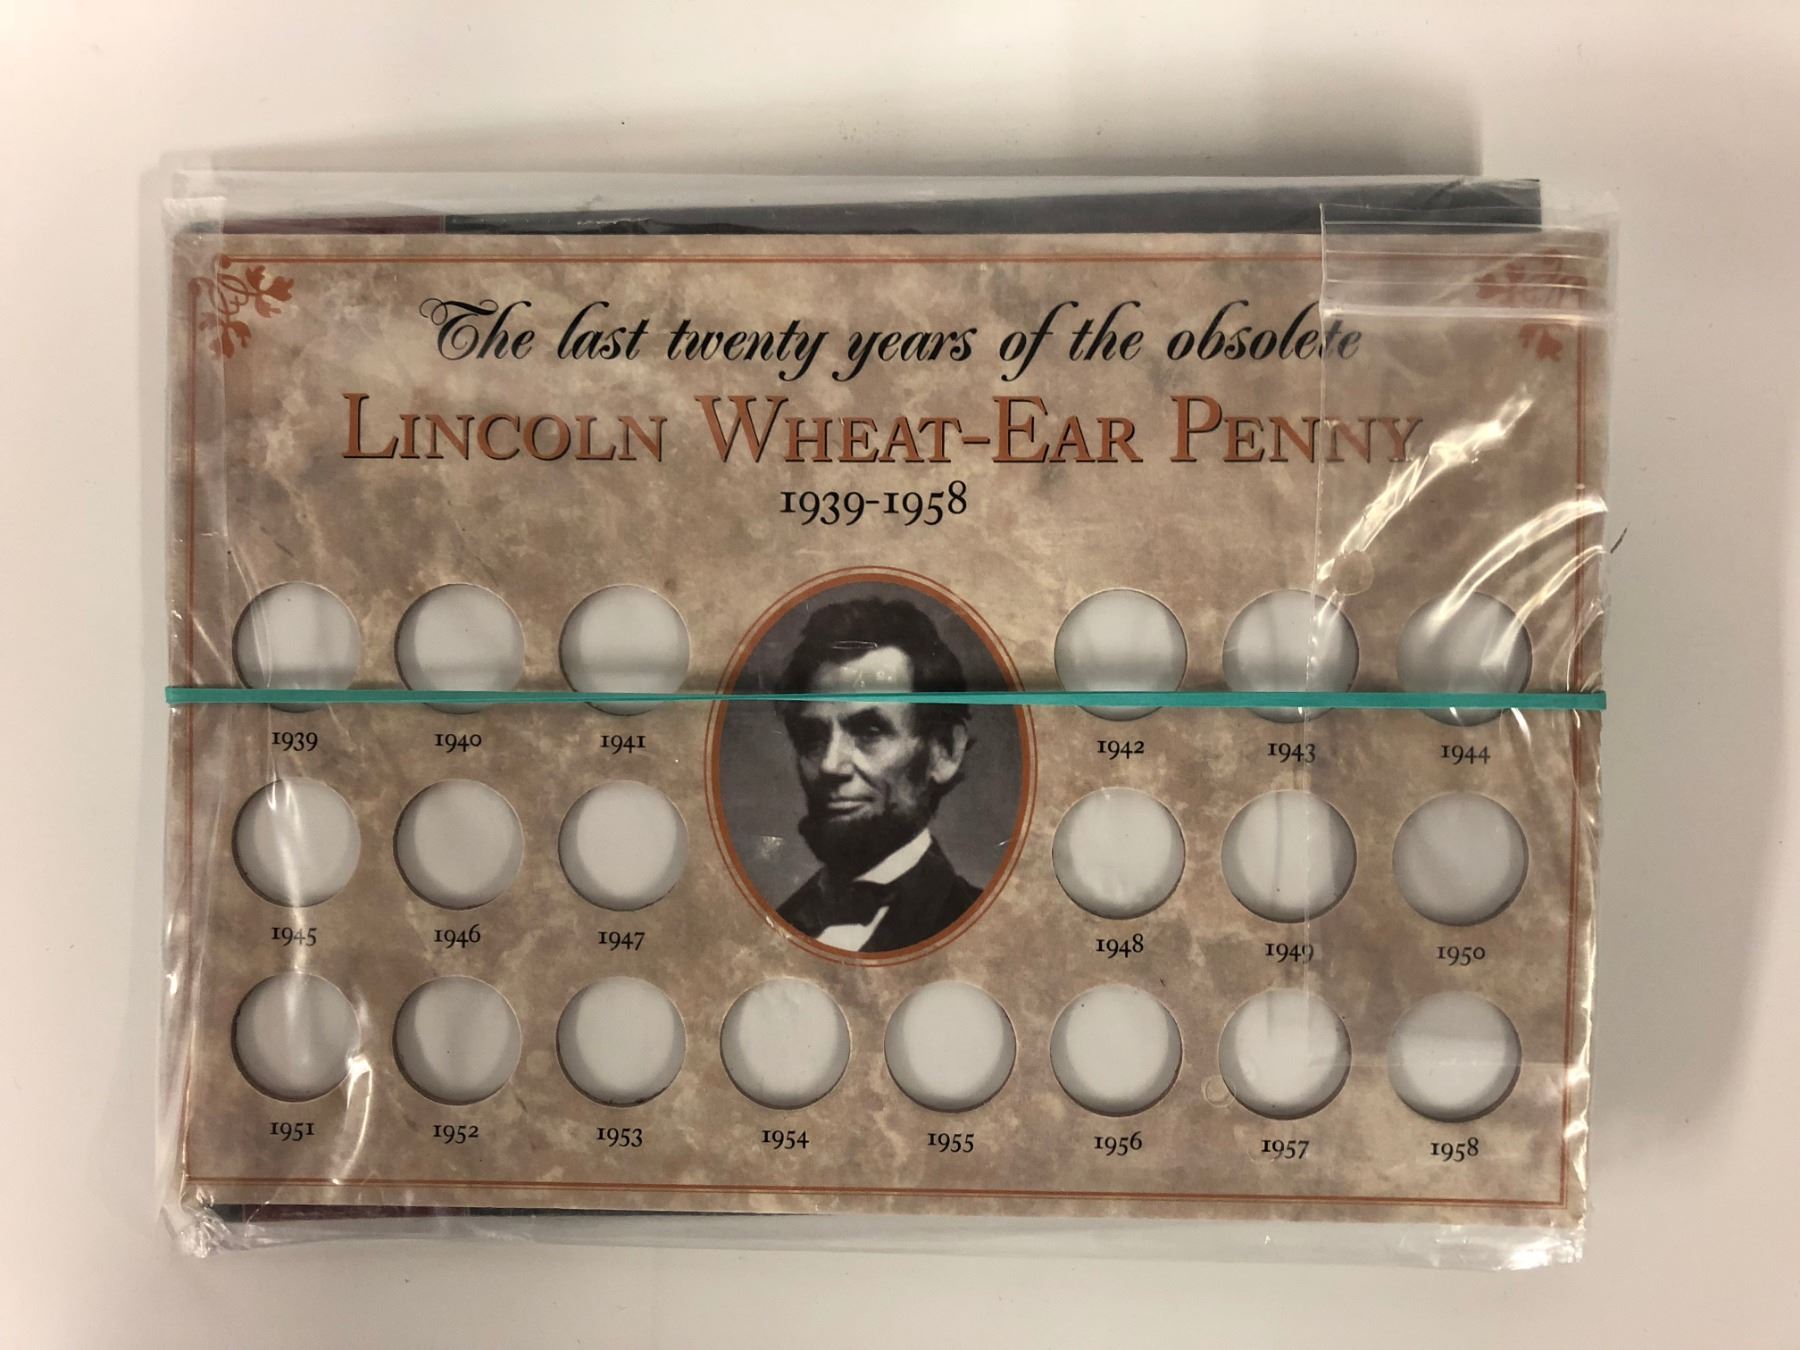 The last twenty years of the obsolete
LINCOLN WHEAT-EAR PENNY
1939-1958
1939 1940 1941 1942 1943 1944
1945 1946 1947 1948 1949 1950
1951 1952 1953 1954 1955 1956 1957 1958